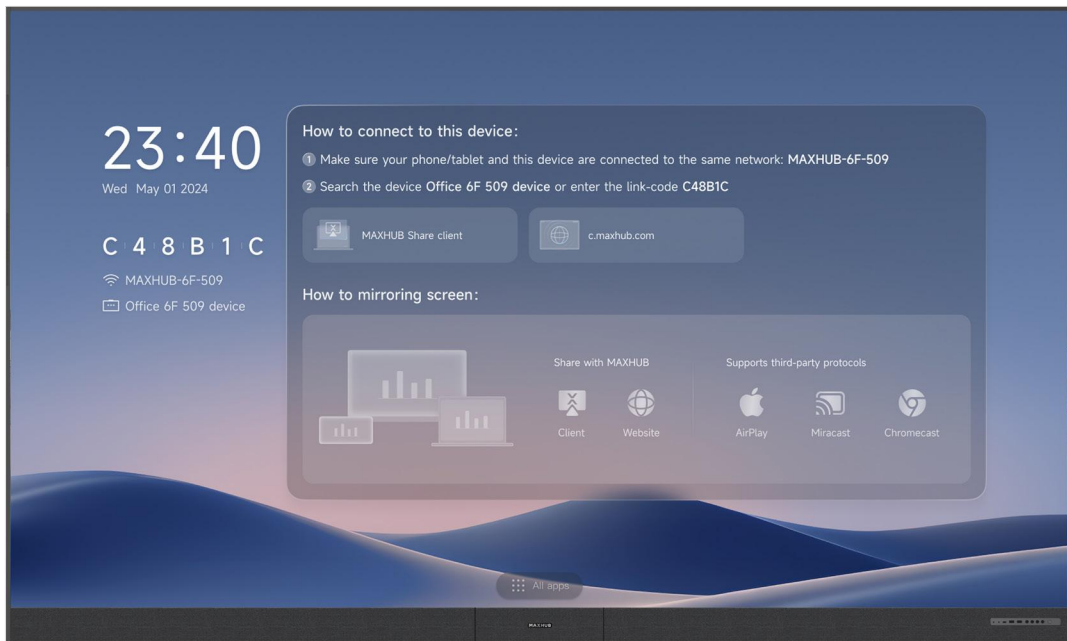 23:40
Wed May 01 2024
C 4 8 B 1 C
MAXHUB-6F-509
Office 6F 509 device
How to connect to this device:
1 Make sure your phone/tablet and this device are connected to the same network: MAXHUB-6F-509
2 Search the device Office 6F 509 device or enter the link-code C48B1C
MAXHUB Share client
c.maxhub.com
How to mirroring screen:
Share with MAXHUB
Client
Website
Supports third-party protocols
AirPlay
Miracast
Chromecast
All apps
MAXHUB